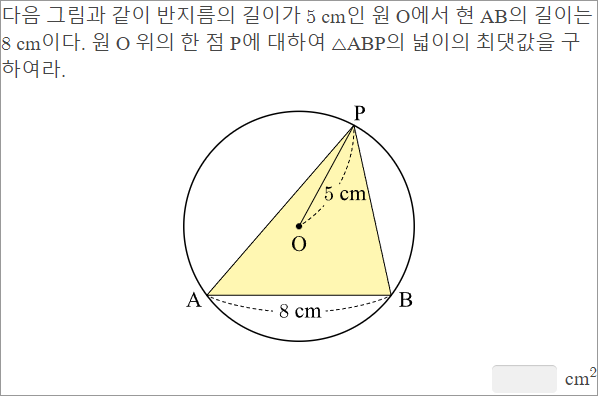 다음 그림과 같이 반지름의 길이가 5 cm인 원 O에서 현 AB의 길이는
8 cm이다. 원 O 위의 한 점 P에 대하여 △ABP의 넓이의 최댓값을 구
하여라.
P
5 cm
O
A
B
8 cm
cm²